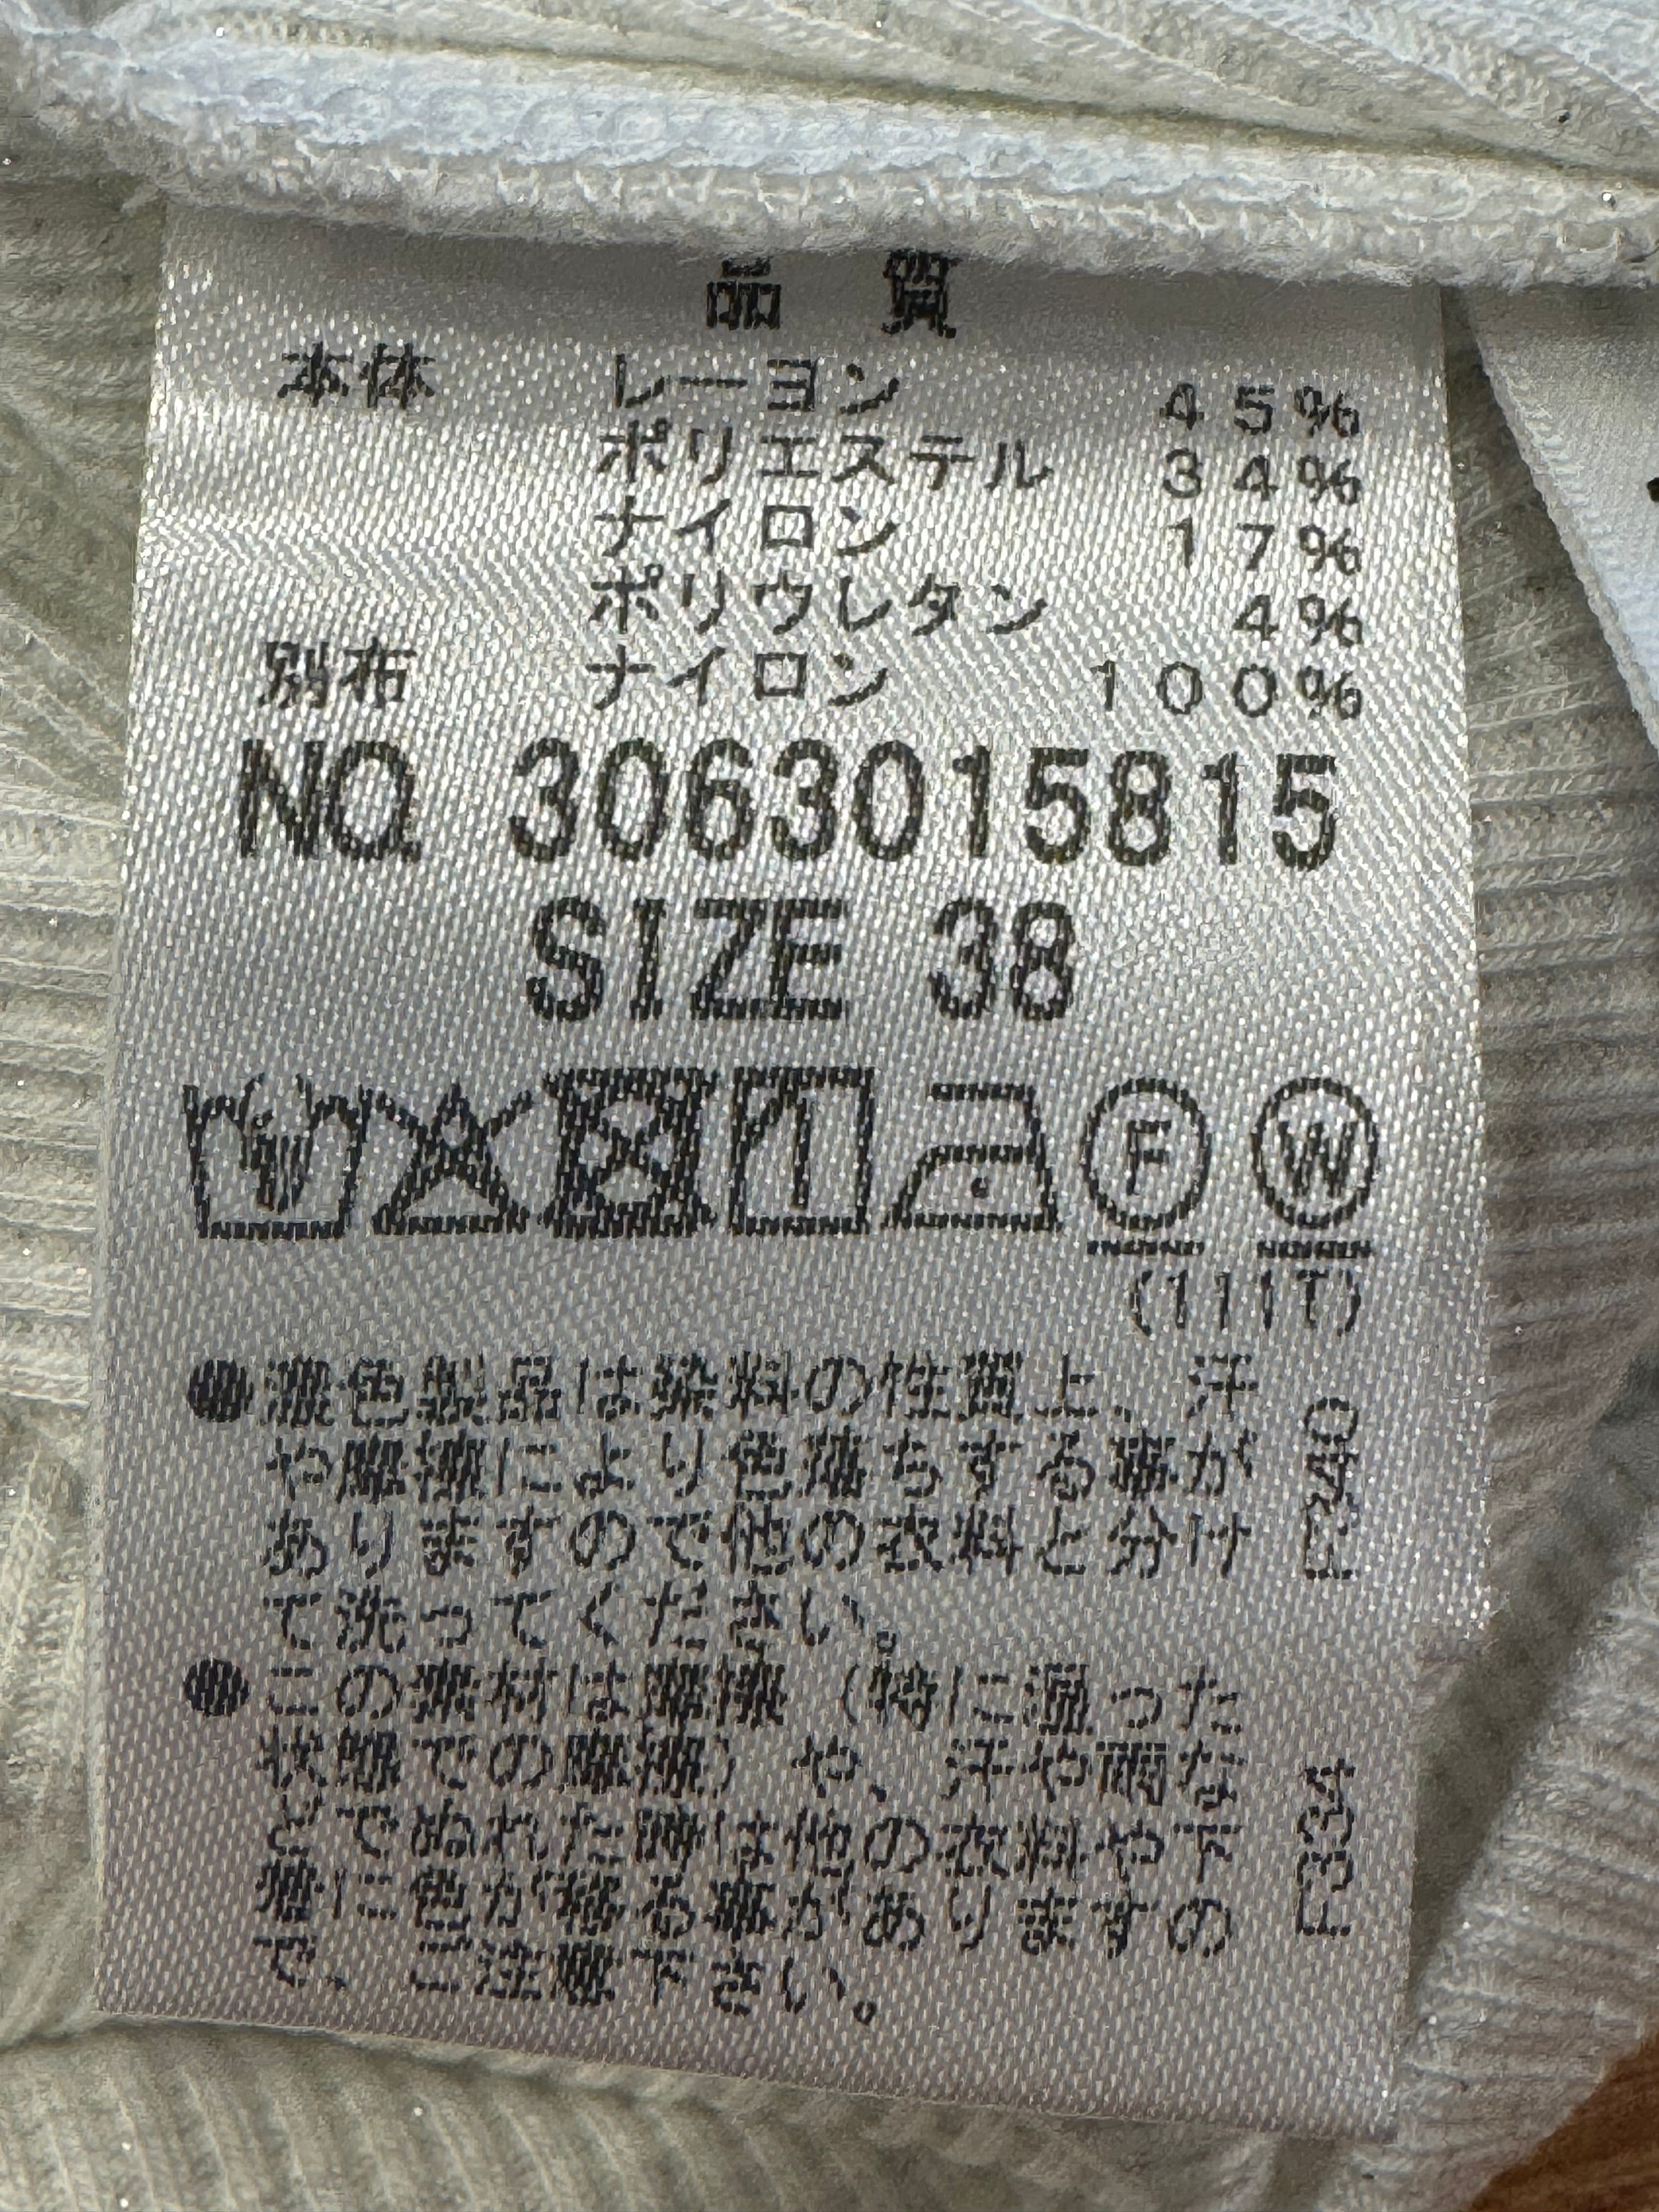 品 質
本体 レーヨン 45%
ポリエステル 34%
ナイロン 17%
ポリウレタン 4%
別布 ナイロン 100%
NO. 3063015815
SIZE 38
F W
(111T)
●濃色製品は染料の性質上、汗
や摩擦により色落ちする事が
ありますので他の衣料と分け
て洗ってください。
F340
●この素材は摩擦(特に湿った
状態での摩擦)や、汗や雨な
どでぬれた時は他の衣料や下
着に色が移る事がありますの
で、ご注意下さい。